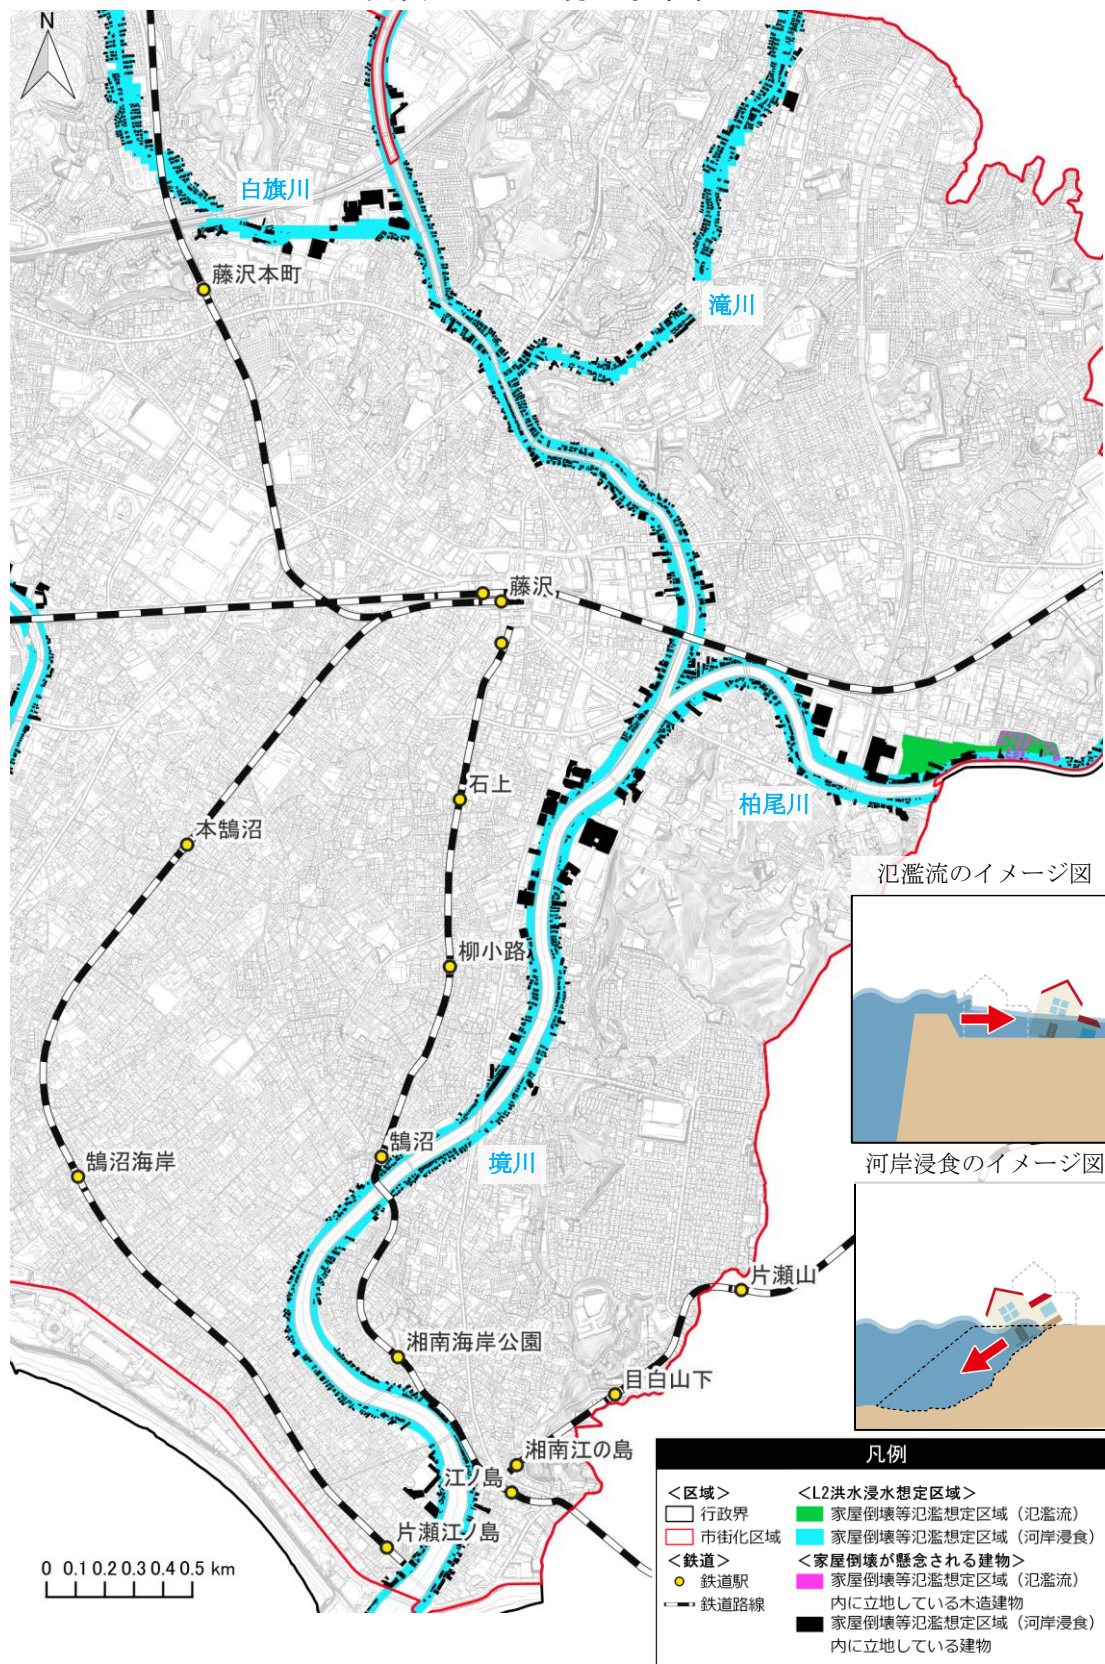 N
白旗川
藤沢本町
滝川
藤沢
石上
本鵠沼
柏尾川
氾濫流のイメージ図
柳小路
鵠沼
境川
鵠沼海岸
河岸浸食のイメージ図
片瀬山
湘南海岸公園
目白山下
湘南江の島
江ノ島
片瀬江ノ島
0 0.1 0.2 0.3 0.4 0.5 km
凡例
<区域>
行政界
市街化区域
<鉄道>
鉄道駅
鉄道路線
<L2洪水浸水想定区域>
家屋倒壊等氾濫想定区域（氾濫流）
家屋倒壊等氾濫想定区域（河岸浸食）
<家屋倒壊が懸念される建物>
家屋倒壊等氾濫想定区域（氾濫流）
内に立地している木造建物
家屋倒壊等氾濫想定区域（河岸浸食）
内に立地している建物